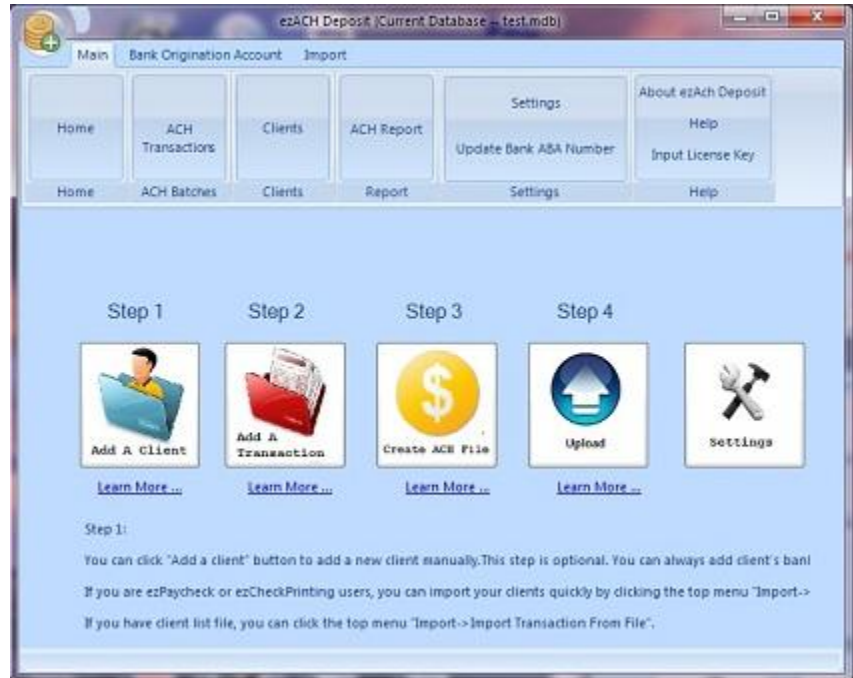 ezACH Deposit (Current Database -- test.mdb)
Main Bank Origination Account Import
Home
ACH Transactions
Clients
ACH Report
Settings
Update Bank ABA Number
About ezAch Deposit
Help
Input License Key
Home ACH Batches Clients Report Settings Help
Step 1 Step 2 Step 3 Step 4
Add A Client
Add A
Transaction
Create ACH File
Upload
Settings
Learn More ... Learn More ... Learn More ... Learn More ...
Step 1:
You can click "Add a client" button to add a new client manually.This step is optional. You can always add client's
If you are ezPaycheck or ezCheckPrinting users, you can import your clients quickly by clicking the top menu "Import->
If you have client list file, you can click the top menu "Import->Import Transaction From File".